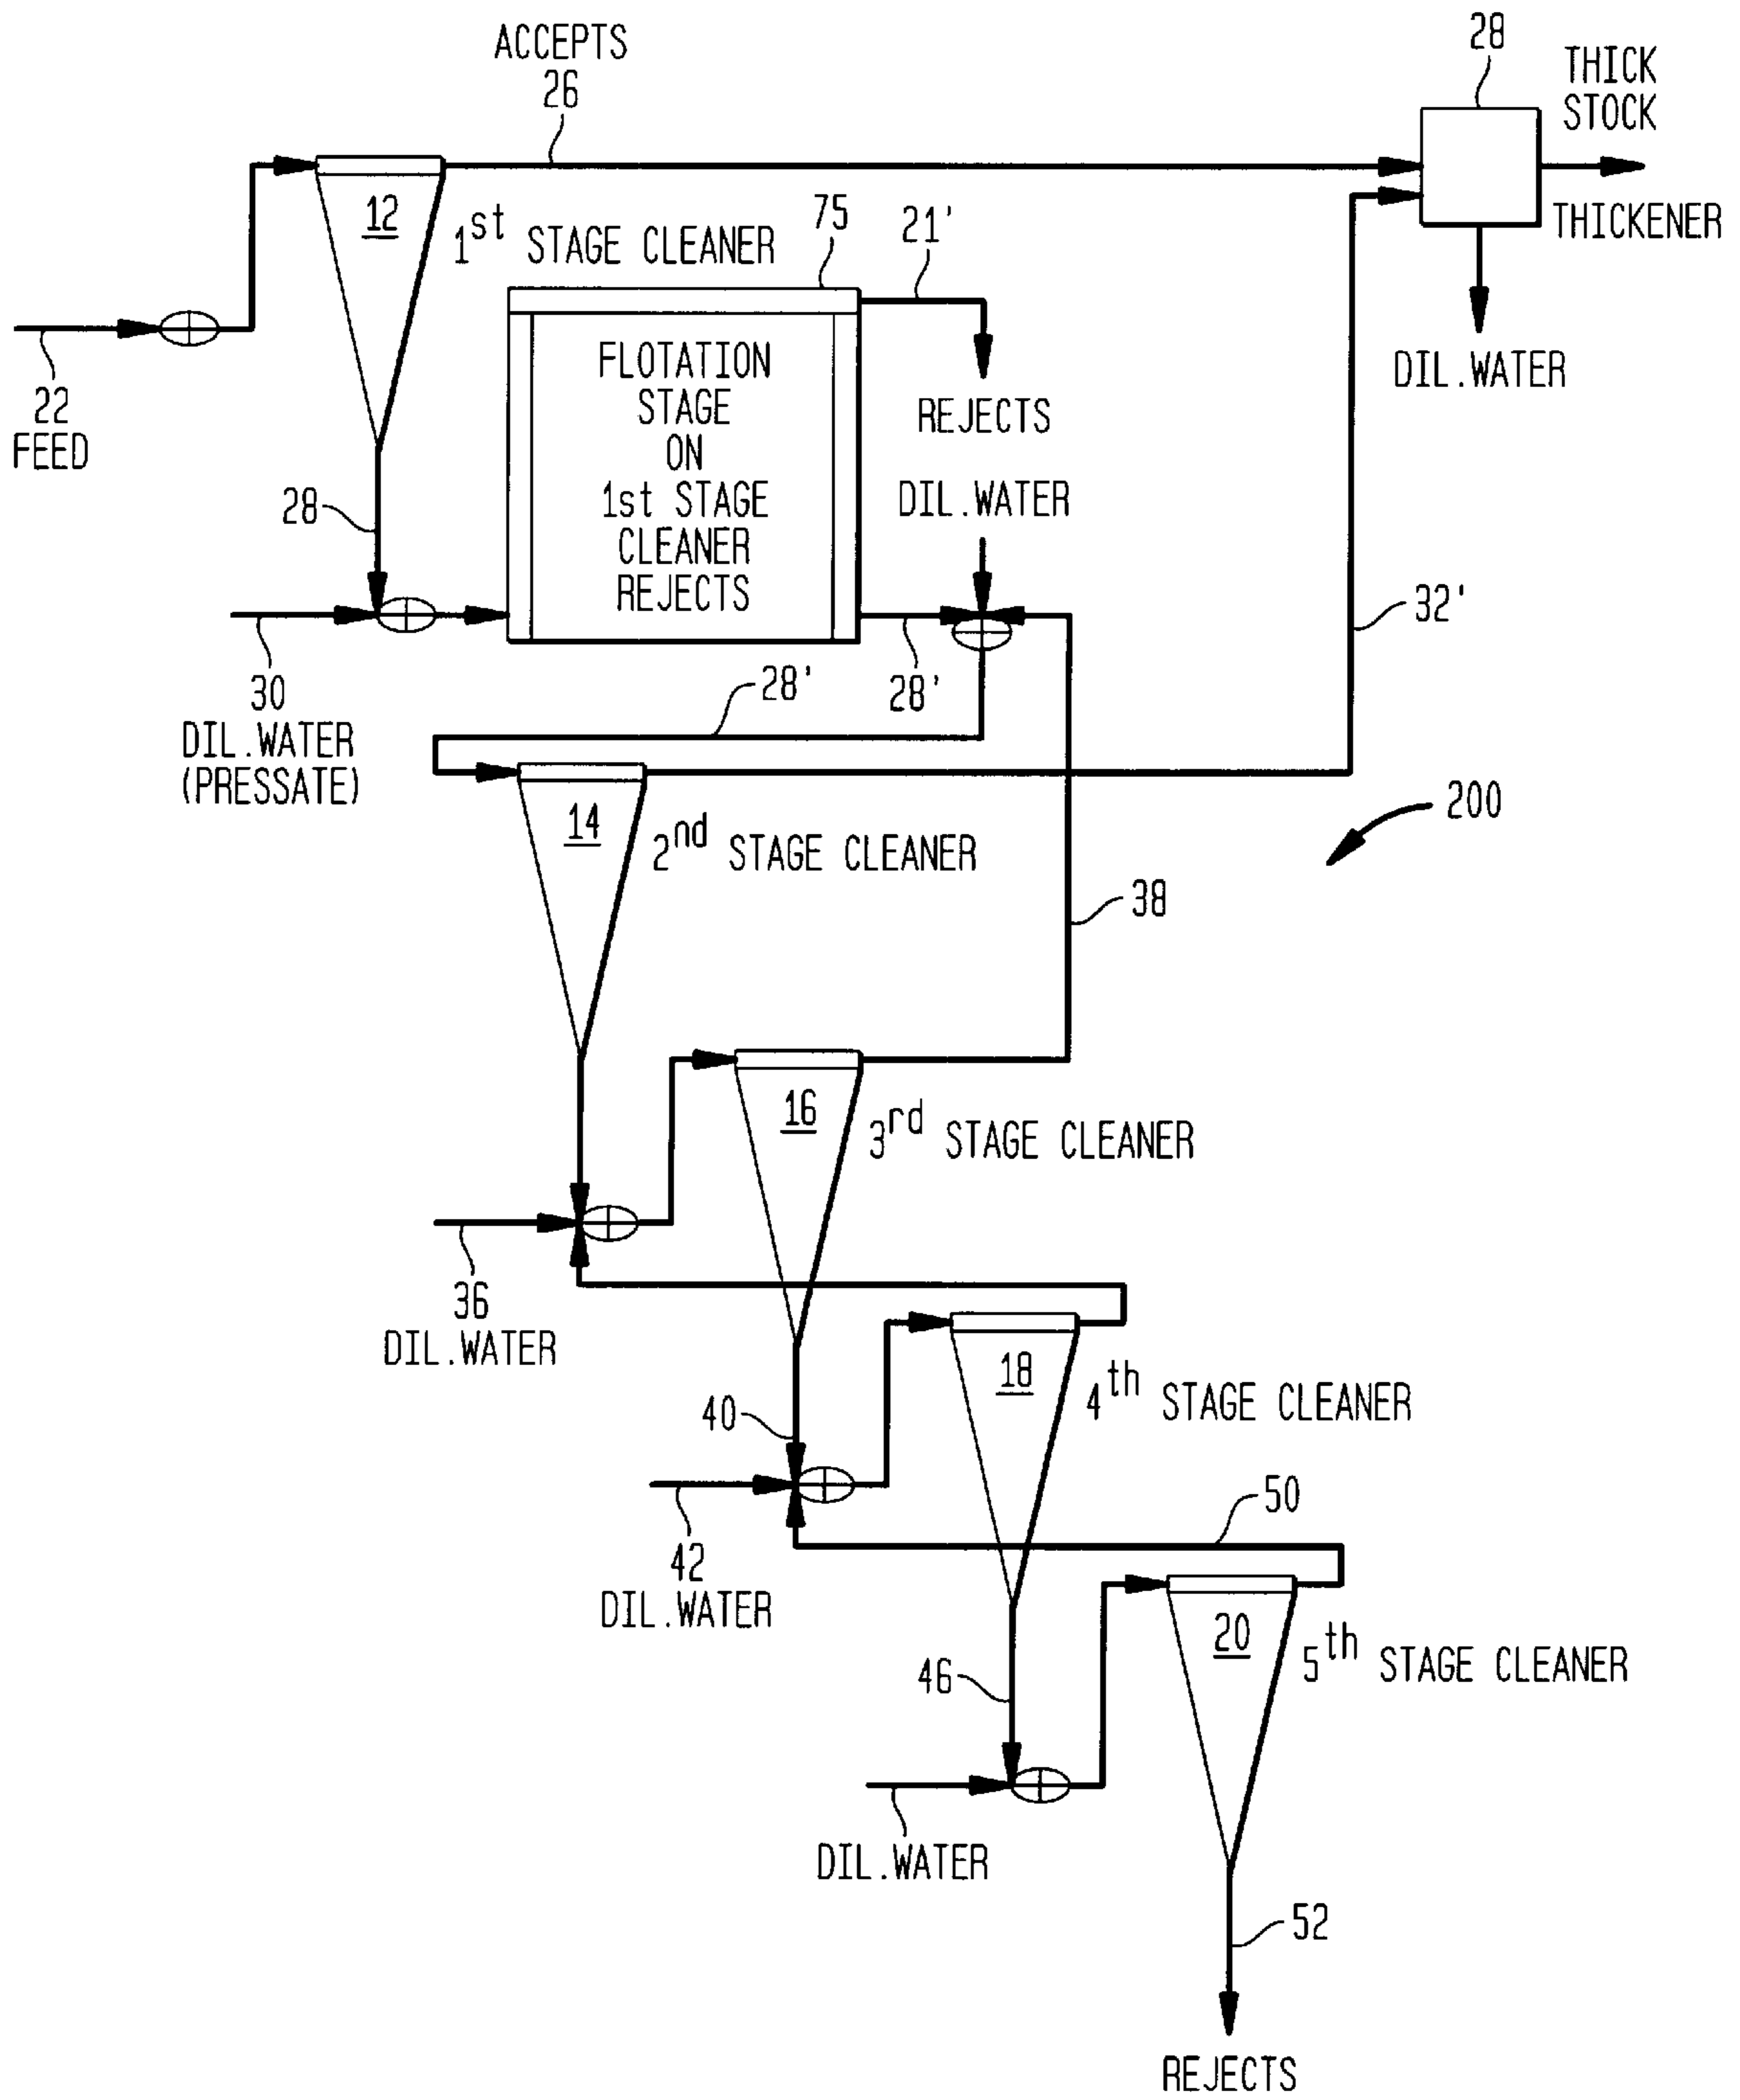 ACCEPTS
26
28
THICK
STOCK
THICKENER
DIL.WATER
12
1st STAGE CLEANER
75
21'
22
FEED
FLOTATION
STAGE
ON
1st STAGE
CLEANER
REJECTS
REJECTS
DIL.WATER
28
30
DIL.WATER
(PRESSATE)
28'
28'
32'
14
2nd STAGE CLEANER
200
38
16
3rd STAGE CLEANER
36
DIL.WATER
18
4th STAGE CLEANER
40
42
DIL.WATER
50
20
5th STAGE CLEANER
46
DIL.WATER
52
REJECTS